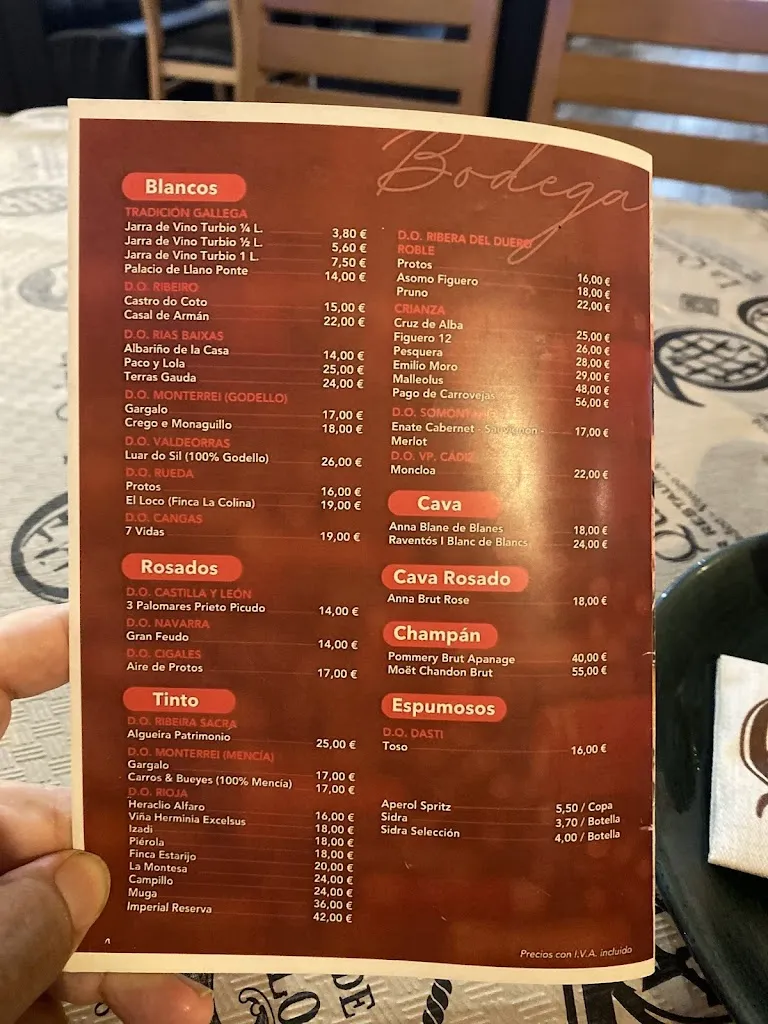 Bodega
Blancos
TRADICIÓN GALLEGA
Jarra de Vino Turbio ¼ L. 3,80 €
Jarra de Vino Turbio ½ L. 5,60 €
Jarra de Vino Turbio 1 L. 7,50 €
Palacio de Llano Ponte 14,00 €
D.O. RIBEIRO
Castro do Coto 15,00 €
Casal de Armán 22,00 €
D.O. RIAS BAIXAS
Albariño de la Casa 14,00 €
Paco y Lola 25,00 €
Terras Gauda 24,00 €
D.O. MONTERREI (GODELLO)
Gargalo 17,00 €
Crego e Monaguillo 18,00 €
D.O. VALDEORRAS
Luar do Sil (100% Godello) 26,00 €
D.O. RUEDA
Protos 16,00 €
El Loco (Finca La Colina) 19,00 €
D.O. CANGAS
7 Vidas 19,00 €
Rosados
D.O. CASTILLA Y LEÓN
3 Palomares Prieto Picudo 14,00 €
D.O. NAVARRA
Gran Feudo 14,00 €
D.O. CIGALES
Aire de Protos 17,00 €
Tinto
D.O. RIBEIRA SACRA
Algueira Patrimonio 25,00 €
D.O. MONTERREI (MENCÍA)
Gargalo 17,00 €
Carros & Bueyes (100% Mencía) 17,00 €
D.O. RIOJA
Heraclio Alfaro 16,00 €
Viña Herminia Excelsus 18,00 €
Izadi 18,00 €
Piérola 18,00 €
Finca Estarijo 20,00 €
La Montesa 24,00 €
Campillo 24,00 €
Muga 36,00 €
Imperial Reserva 42,00 €
D.O. RIBERA DEL DUERO
ROBLE
Protos 16,00 €
Asomo Figuero 18,00 €
Pruno 22,00 €
CRIANZA
Cruz de Alba 25,00 €
Figuero 12 26,00 €
Pesquera 28,00 €
Emilio Moro 29,00 €
Malleolus 48,00 €
Pago de Carrovejas 56,00 €
D.O. SOMONTANO
Enate Cabernet - Sauvignon - 17,00 €
Merlot
D.O. VP. CÁDIZ
Moncloa 22,00 €
Cava
Anna Blane de Blanes 18,00 €
Raventós I Blanc de Blancs 24,00 €
Cava Rosado
Anna Brut Rose 18,00 €
Champán
Pommery Brut Apanage 40,00 €
Moët Chandon Brut 55,00 €
Espumosos
D.O. DASTI
Toso 16,00 €
Aperol Spritz 5,50 / Copa
Sidra 3,70 / Botella
Sidra Selección 4,00 / Botella
Precios con I.V.A. incluido